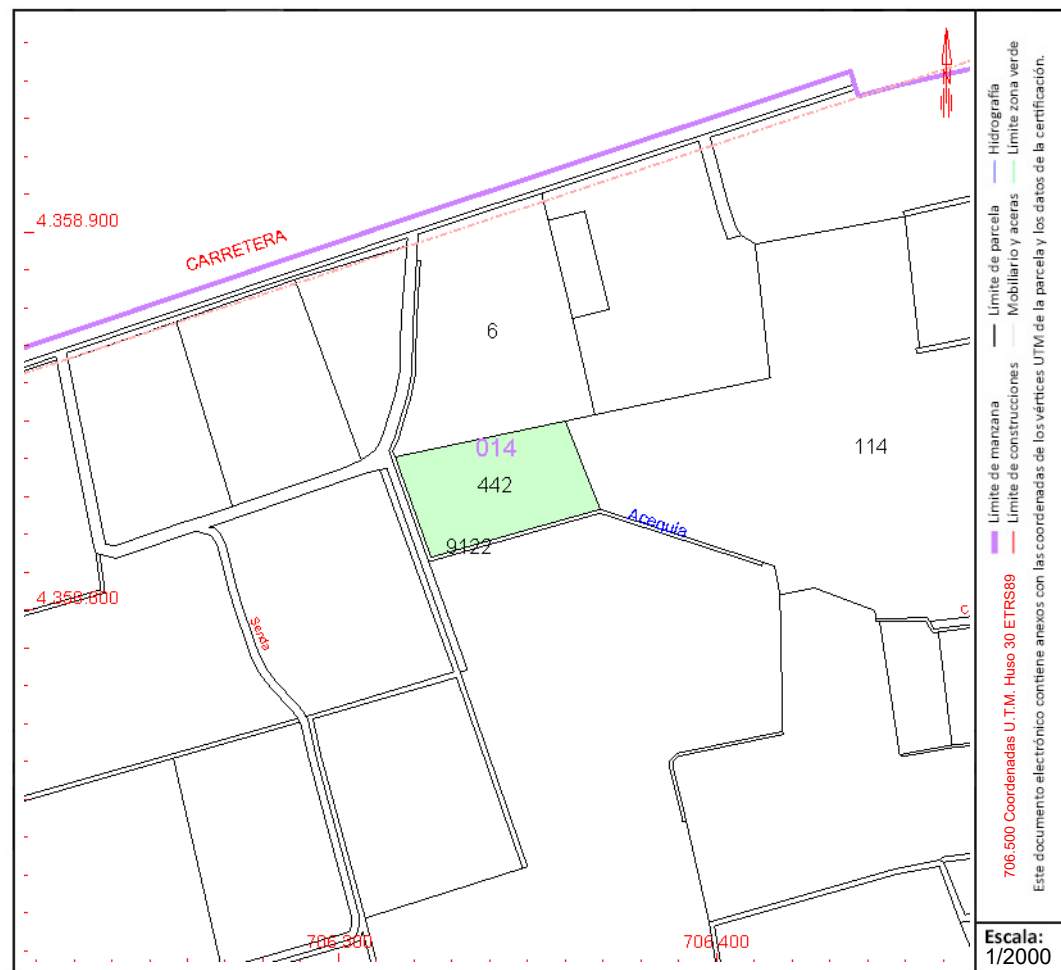 4.358.900
CARRETERA
6
014
442
114
Acequia
9122
4.358.800
Senda
C
706.300
706.400
Límite de manzana
Límite de parcela
Hidrografía
Límite de construcciones
Mobiliario y aceras
Límite zona verde
706.500 Coordenadas U.T.M. Huso 30 ETRS89
Este documento electrónico contiene anexos con las coordenadas de los vértices UTM de la parcela y los datos de la certificación.
Escala:
1/2000